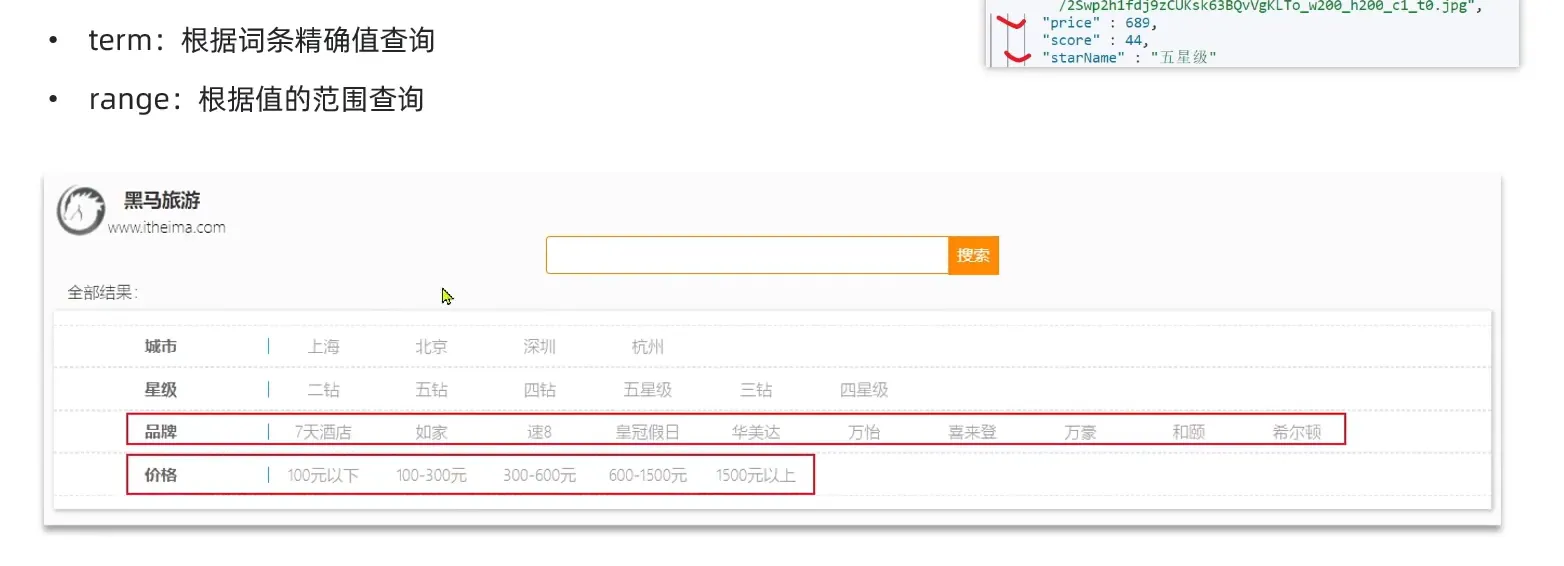 • term：根据词条精确值查询
• range：根据值的范围查询
/2Swp2h1fdj9zCUKsk63BQvVgKLTo_w200_h200_c1_t0.jpg",
"price" : 689,
"score" : 44,
"starName" : "五星级"
黑马旅游
www.itheima.com
搜索
全部结果:
城市 上海 北京 深圳 杭州
星级 二钻 五钻 四钻 五星级 三钻 四星级
品牌 7天酒店 如家 速8 皇冠假日 华美达 万怡 喜来登 万豪 和颐 希尔顿
价格 100元以下 100-300元 300-600元 600-1500元 1500元以上